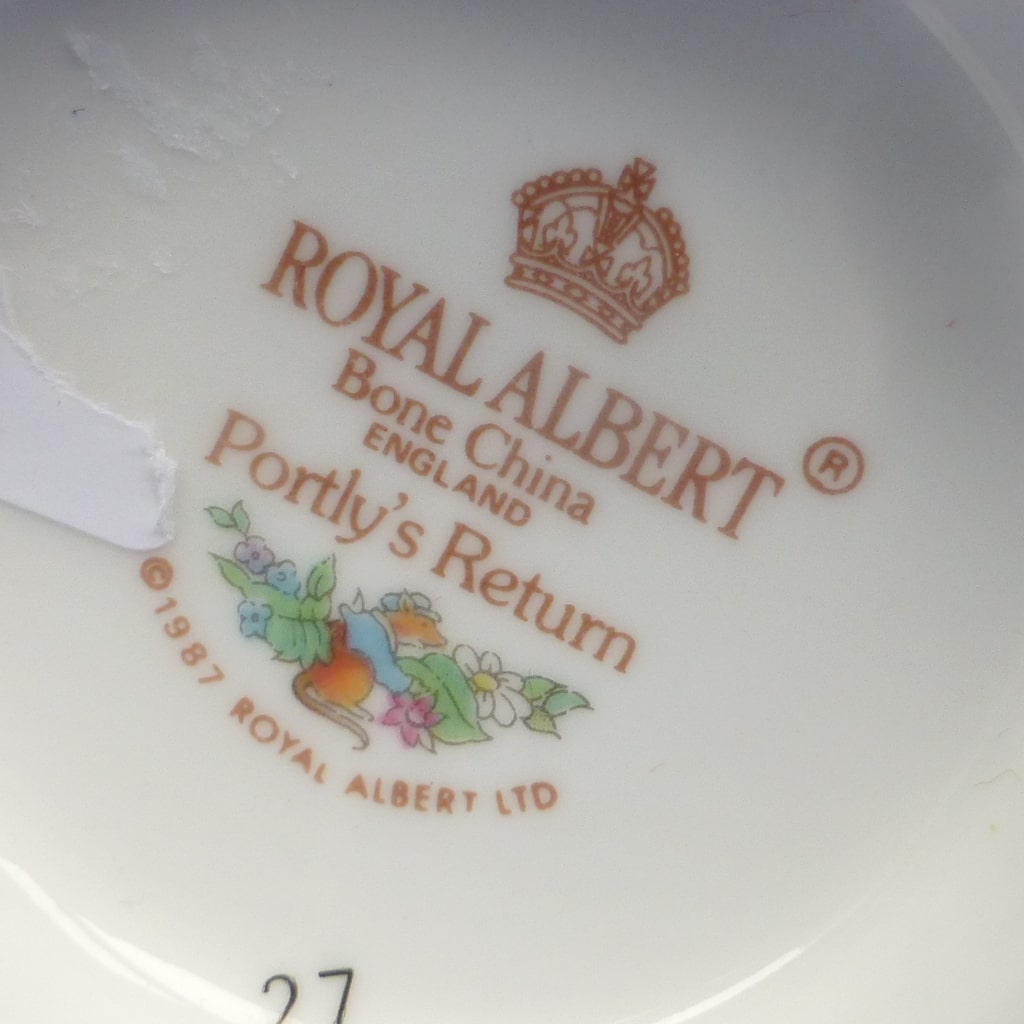 ROYAL ALBERT ®
Bone China
ENGLAND
Portly's Return
© 1987 ROYAL ALBERT LTD
27